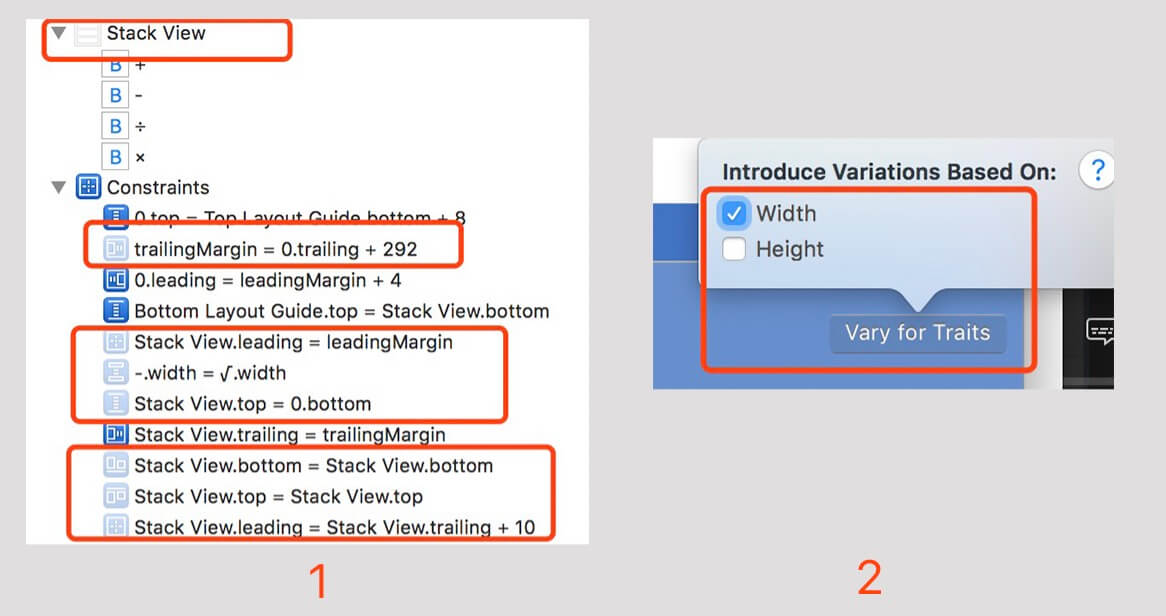 Stack View
B +
B -
B ÷
B ×
Constraints
0.top = Top Layout Guide.bottom + 8
trailingMargin = 0.trailing + 292
0.leading = leadingMargin + 4
Bottom Layout Guide.top = Stack View.bottom
Stack View.leading = leadingMargin
-.width = √.width
Stack View.top = 0.bottom
Stack View.trailing = trailingMargin
Stack View.bottom = Stack View.bottom
Stack View.top = Stack View.top
Stack View.leading = Stack View.trailing + 10
1
Introduce Variations Based On:
?
Width
Height
Vary for Traits
2